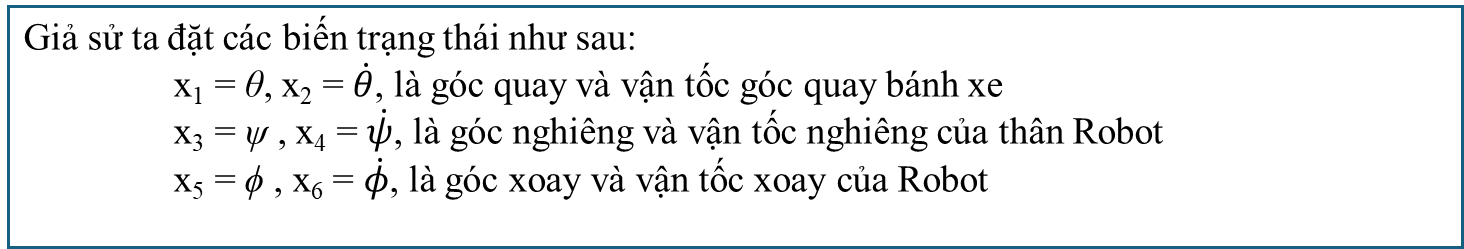 Giả sử ta đặt các biến trạng thái như sau:
x₁ = θ, x₂ = θ̇, là góc quay và vận tốc góc quay bánh xe
x₃ = ψ , x₄ = ψ̇, là góc nghiêng và vận tốc nghiêng của thân Robot
x₅ = ϕ , x₆ = ϕ̇, là góc xoay và vận tốc xoay của Robot